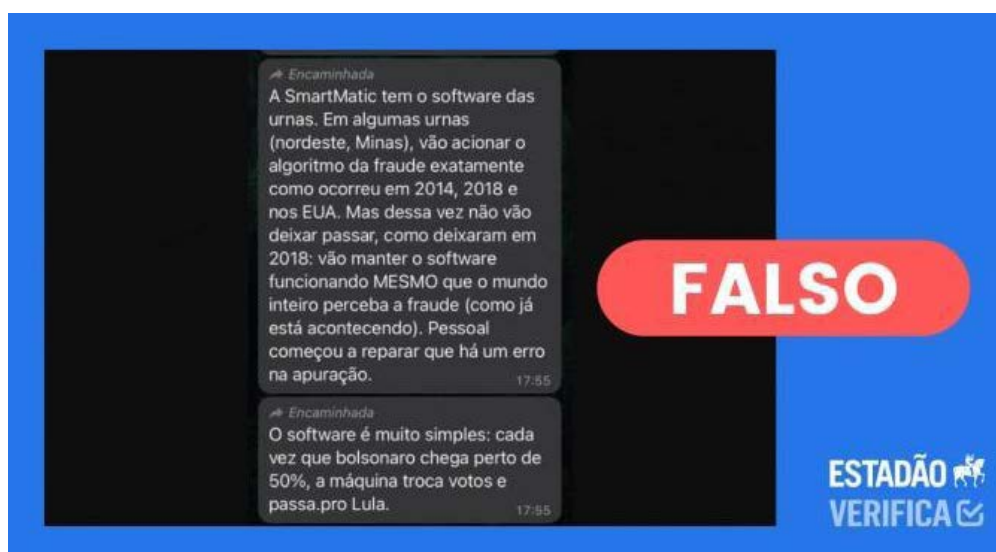 Encaminhada
A SmartMatic tem o software das
urnas. Em algumas urnas
(nordeste, Minas), vão acionar o
algoritmo da fraude exatamente
como ocorreu em 2014, 2018 e
nos EUA. Mas dessa vez não vão
deixar passar, como deixaram em
2018: vão manter o software
funcionando MESMO que o mundo
inteiro perceba a fraude (como já
está acontecendo). Pessoal
começou a reparar que há um erro
na apuração.
17:55
Encaminhada
O software é muito simples: cada
vez que bolsonaro chega perto de
50%, a máquina troca votos e
passa.pro Lula.
17:55
FALSO
ESTADÃO
VERIFICA